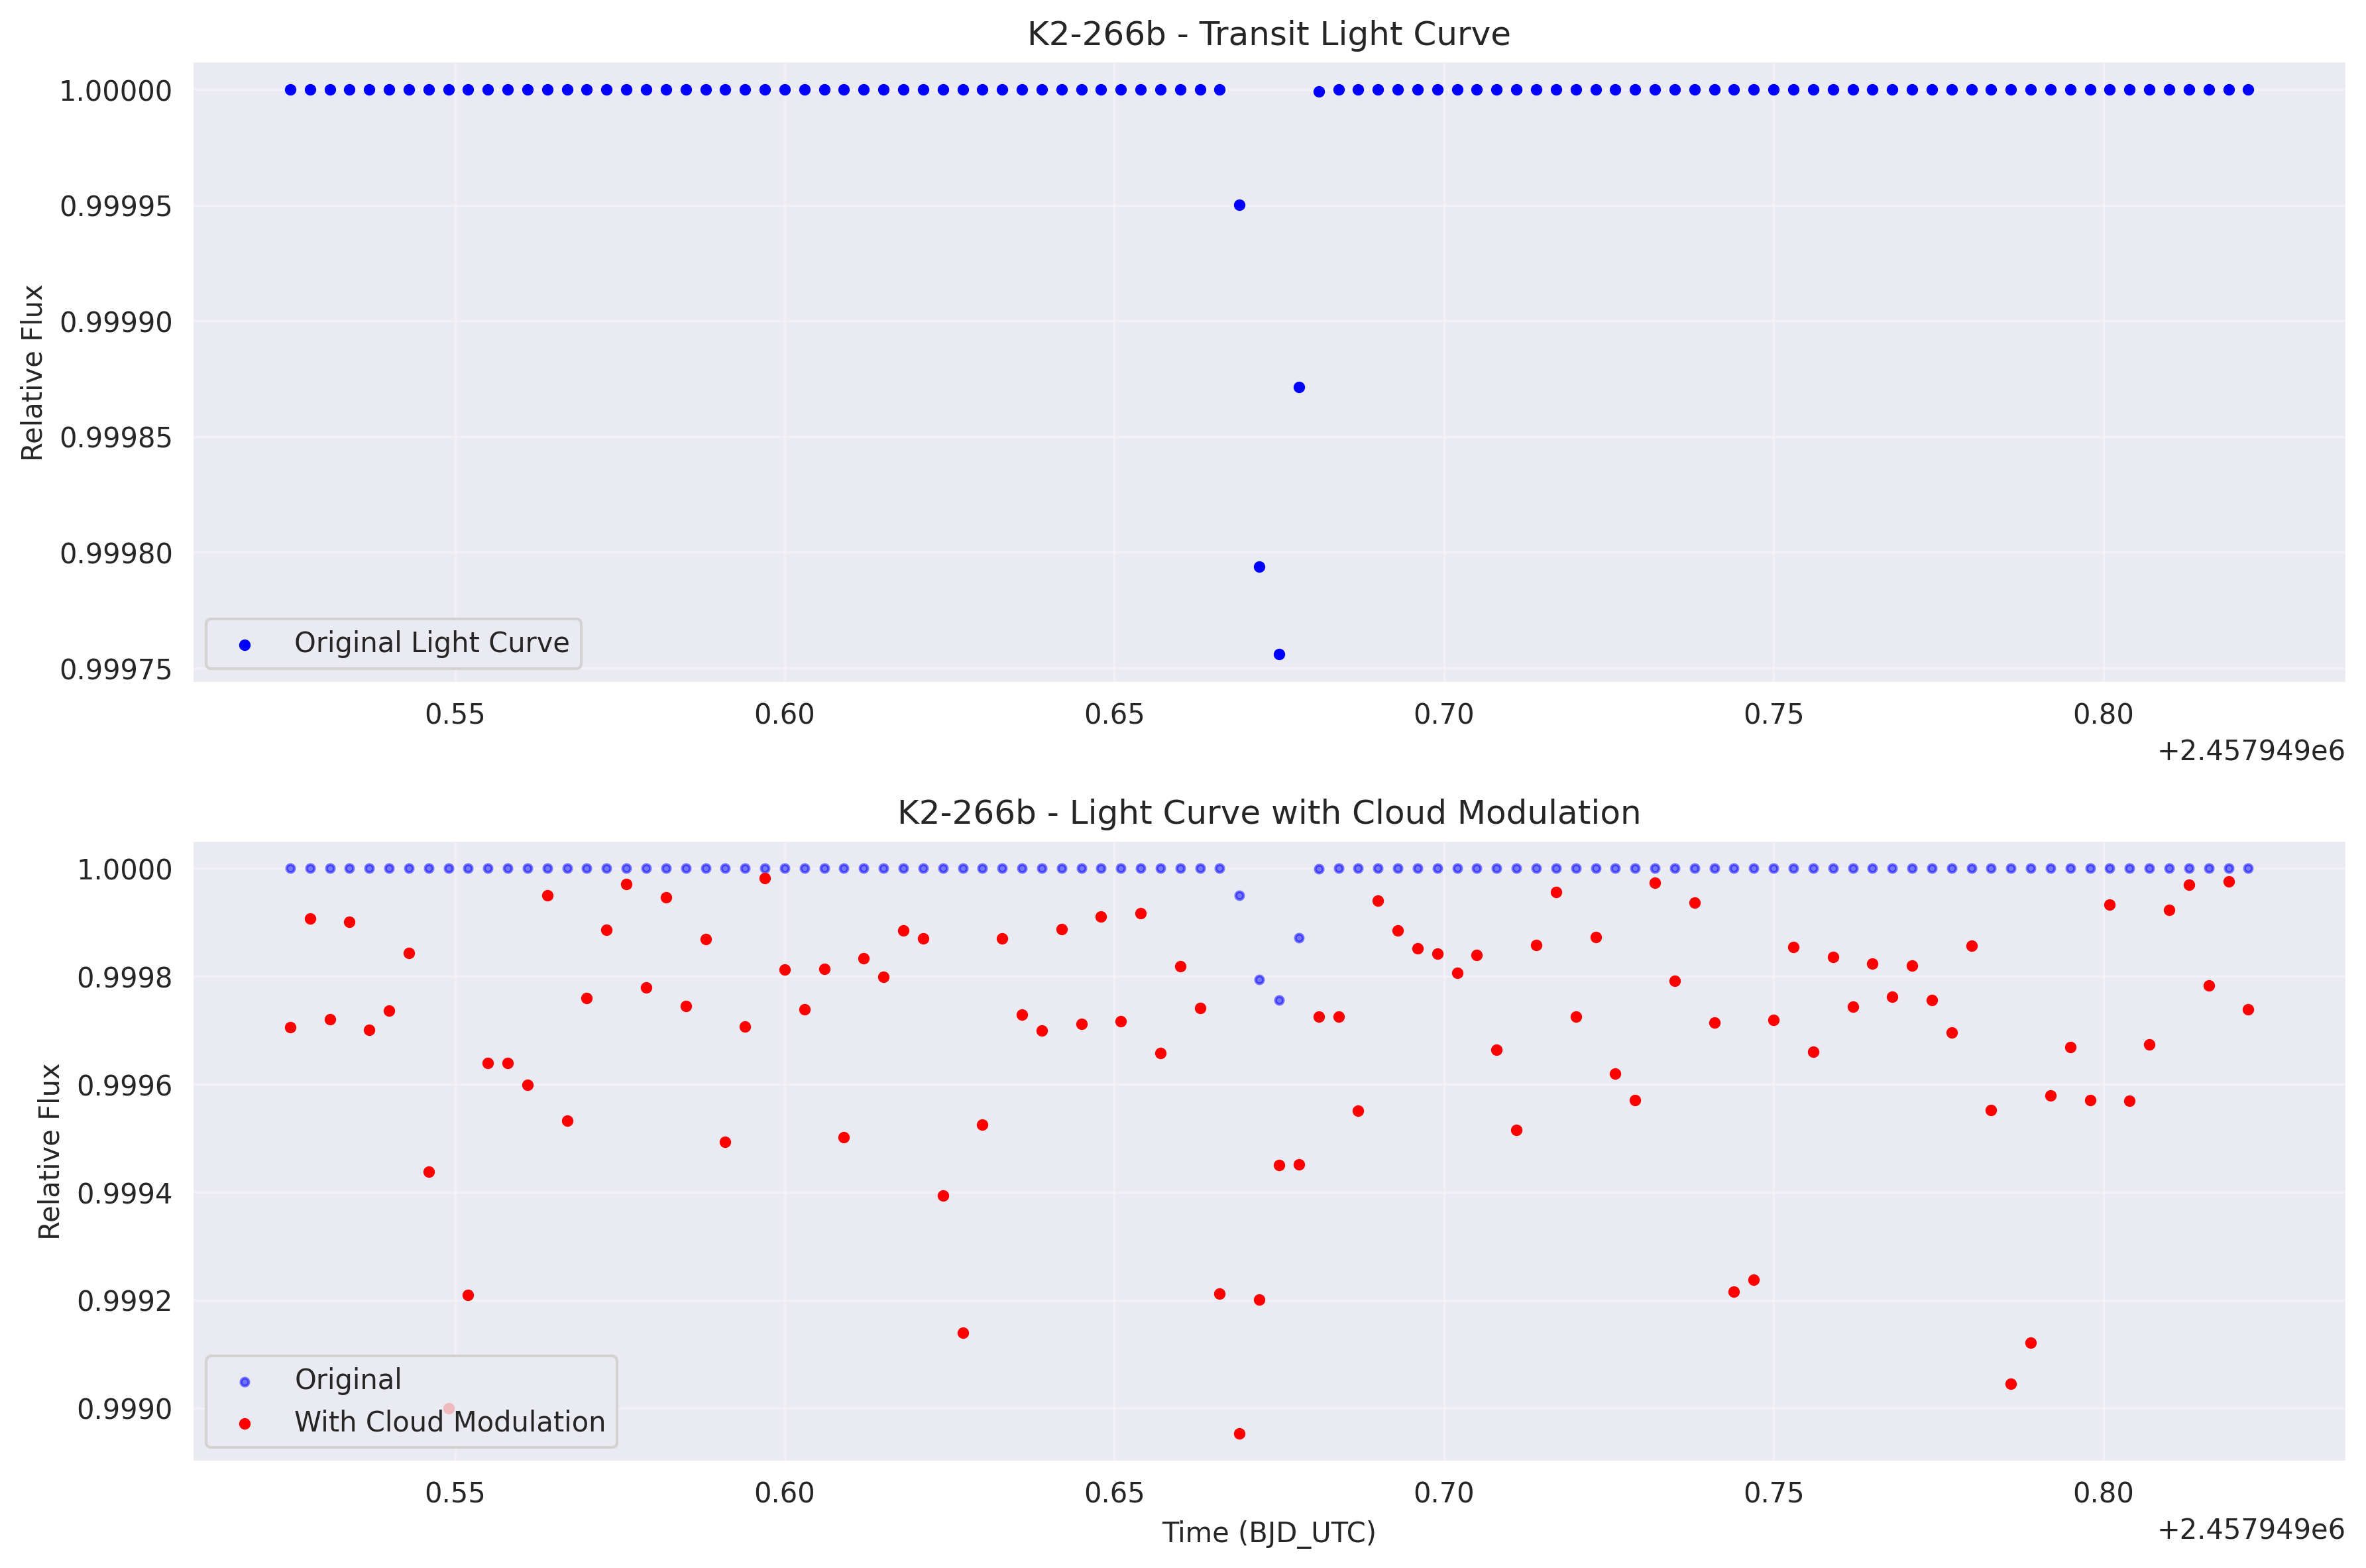 K2-266b - Transit Light Curve
Relative Flux
1.00000
0.99995
0.99990
0.99985
0.99980
0.99975
Original Light Curve
0.55 0.60 0.65 0.70 0.75 0.80
+2.457949e6
K2-266b - Light Curve with Cloud Modulation
Relative Flux
1.0000
0.9998
0.9996
0.9994
0.9992
0.9990
Original
With Cloud Modulation
0.55 0.60 0.65 0.70 0.75 0.80
Time (BJD_UTC)
+2.457949e6